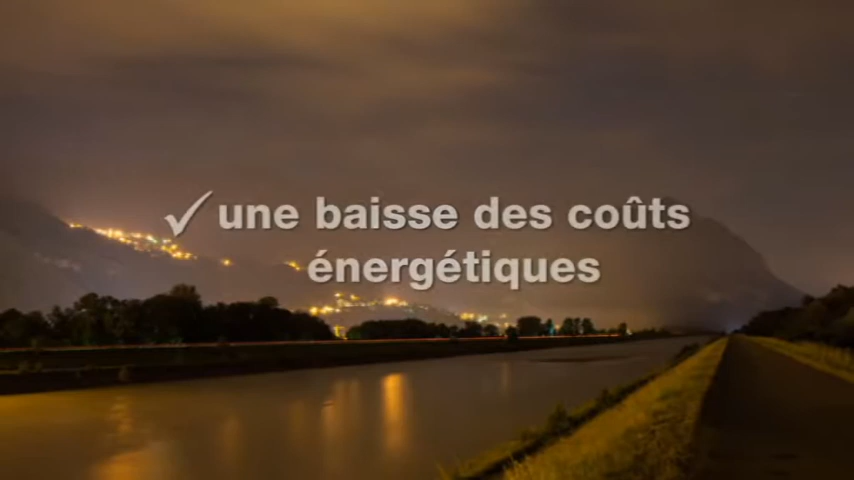 ✓ une baisse des coûts
énergétiques